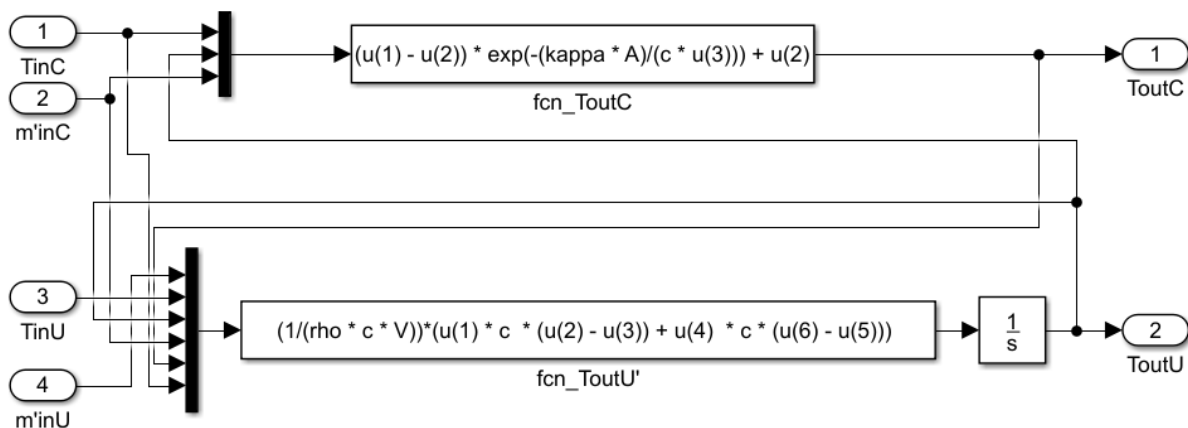 1
TinC
2
m'inC
(u(1) - u(2)) * exp(-(kappa * A)/(c * u(3))) + u(2)
fcn_ToutC
1
ToutC
3
TinU
4
m'inU
(1/(rho * c * V))*(u(1) * c  * (u(2) - u(3)) + u(4)  * c * (u(6) - u(5)))
fcn_ToutU'
1
s
2
ToutU